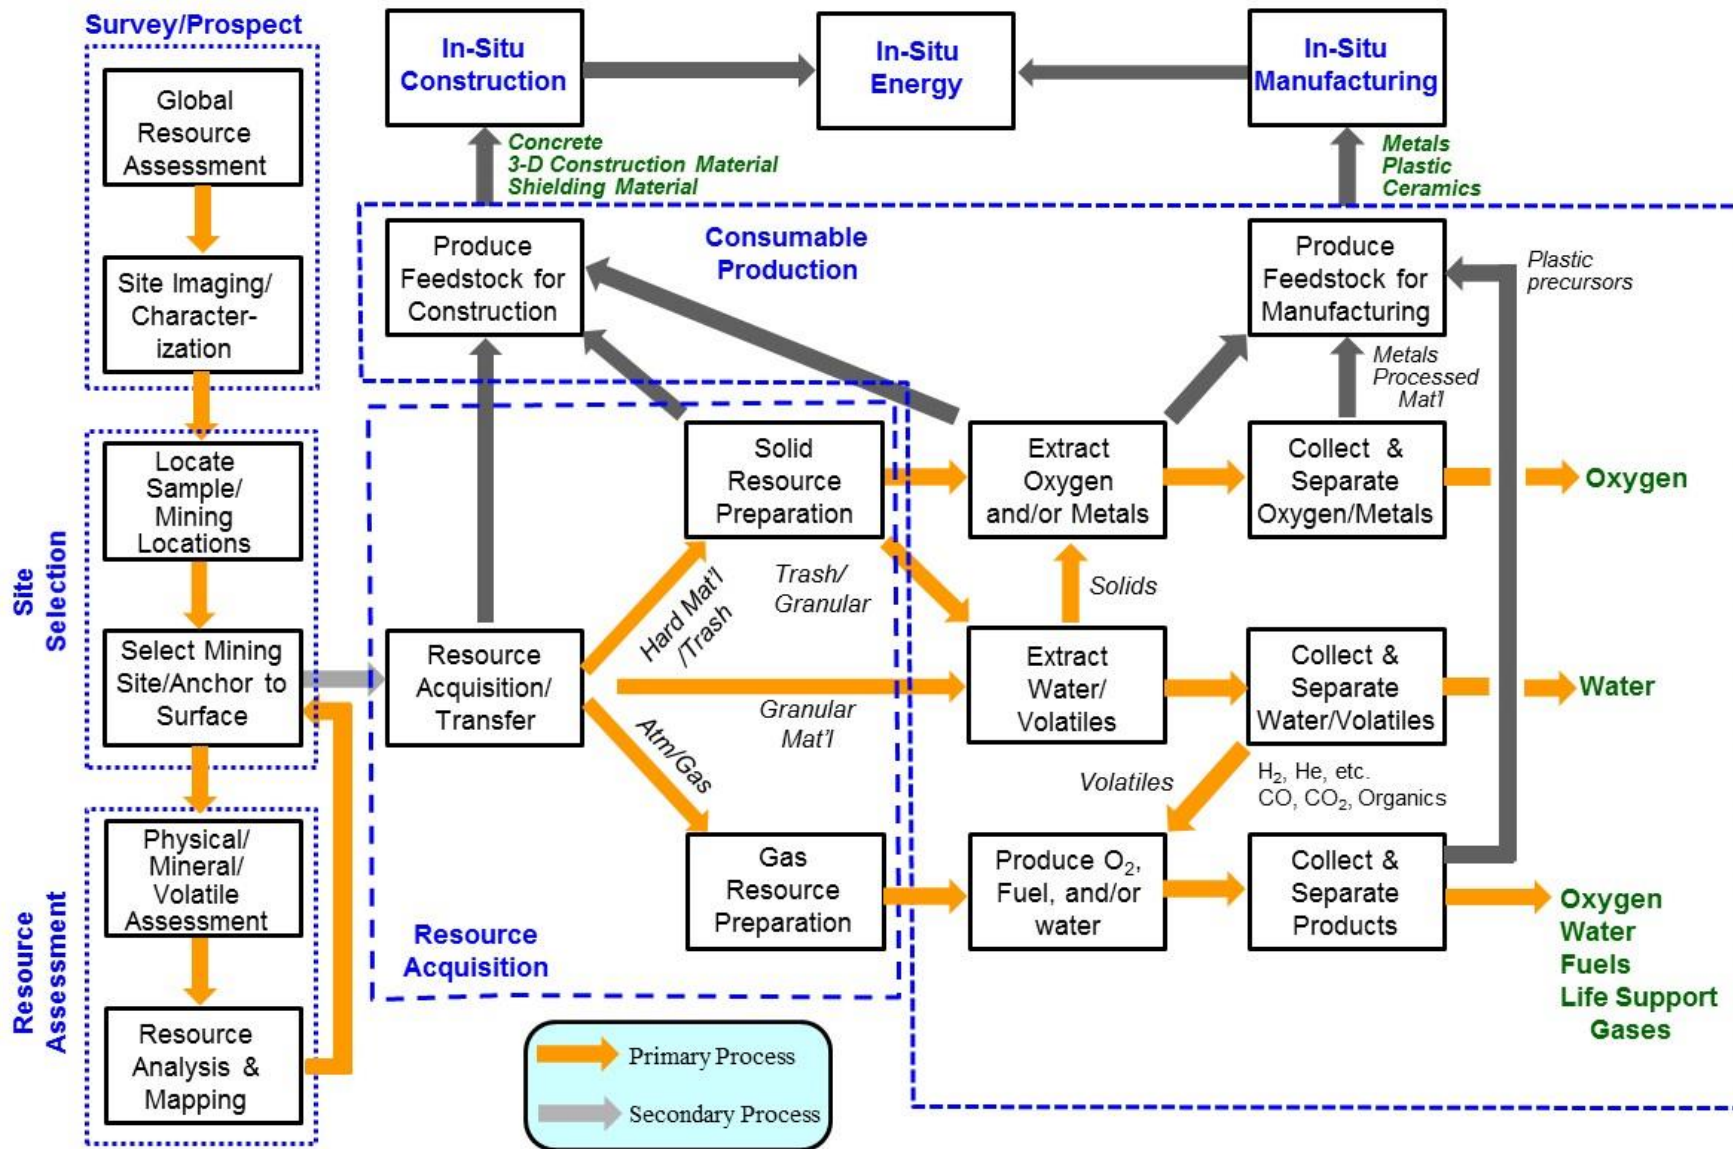 Survey/Prospect
Global
Resource
Assessment
Site Imaging/
Character-
ization
Site
Selection
Locate
Sample/
Mining
Locations
Select Mining
Site/Anchor to
Surface
Resource
Assessment
Physical/
Mineral/
Volatile
Assessment
Resource
Analysis &
Mapping
In-Situ
Construction
In-Situ
Energy
In-Situ
Manufacturing
Concrete
3-D Construction Material
Shielding Material
Metals
Plastic
Ceramics
Produce
Feedstock for
Construction
Consumable
Production
Produce
Feedstock for
Manufacturing
Plastic
precursors
Metals
Processed
Mat'l
Solid
Resource
Preparation
Extract
Oxygen
and/or Metals
Collect &
Separate
Oxygen/Metals
Oxygen
Hard Mat'l
/Trash
Trash/
Granular
Solids
Resource
Acquisition/
Transfer
Granular
Mat'l
Extract
Water/
Volatiles
Collect &
Separate
Water/Volatiles
Water
Atm/Gas
Volatiles
H₂, He, etc.
CO, CO₂, Organics
Gas
Resource
Preparation
Produce O₂,
Fuel, and/or
water
Collect &
Separate
Products
Oxygen
Water
Fuels
Life Support
Gases
Resource
Acquisition
Primary Process
Secondary Process